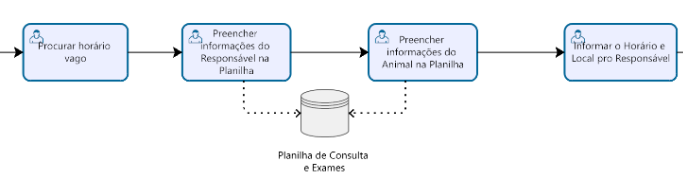 Procurar horário
vago
Preencher
informações do
Responsável na
Planilha
Preencher
informações do
Animal na Planilha
Informar o Horário e
Local pro Responsável
Planilha de Consulta
e Exames